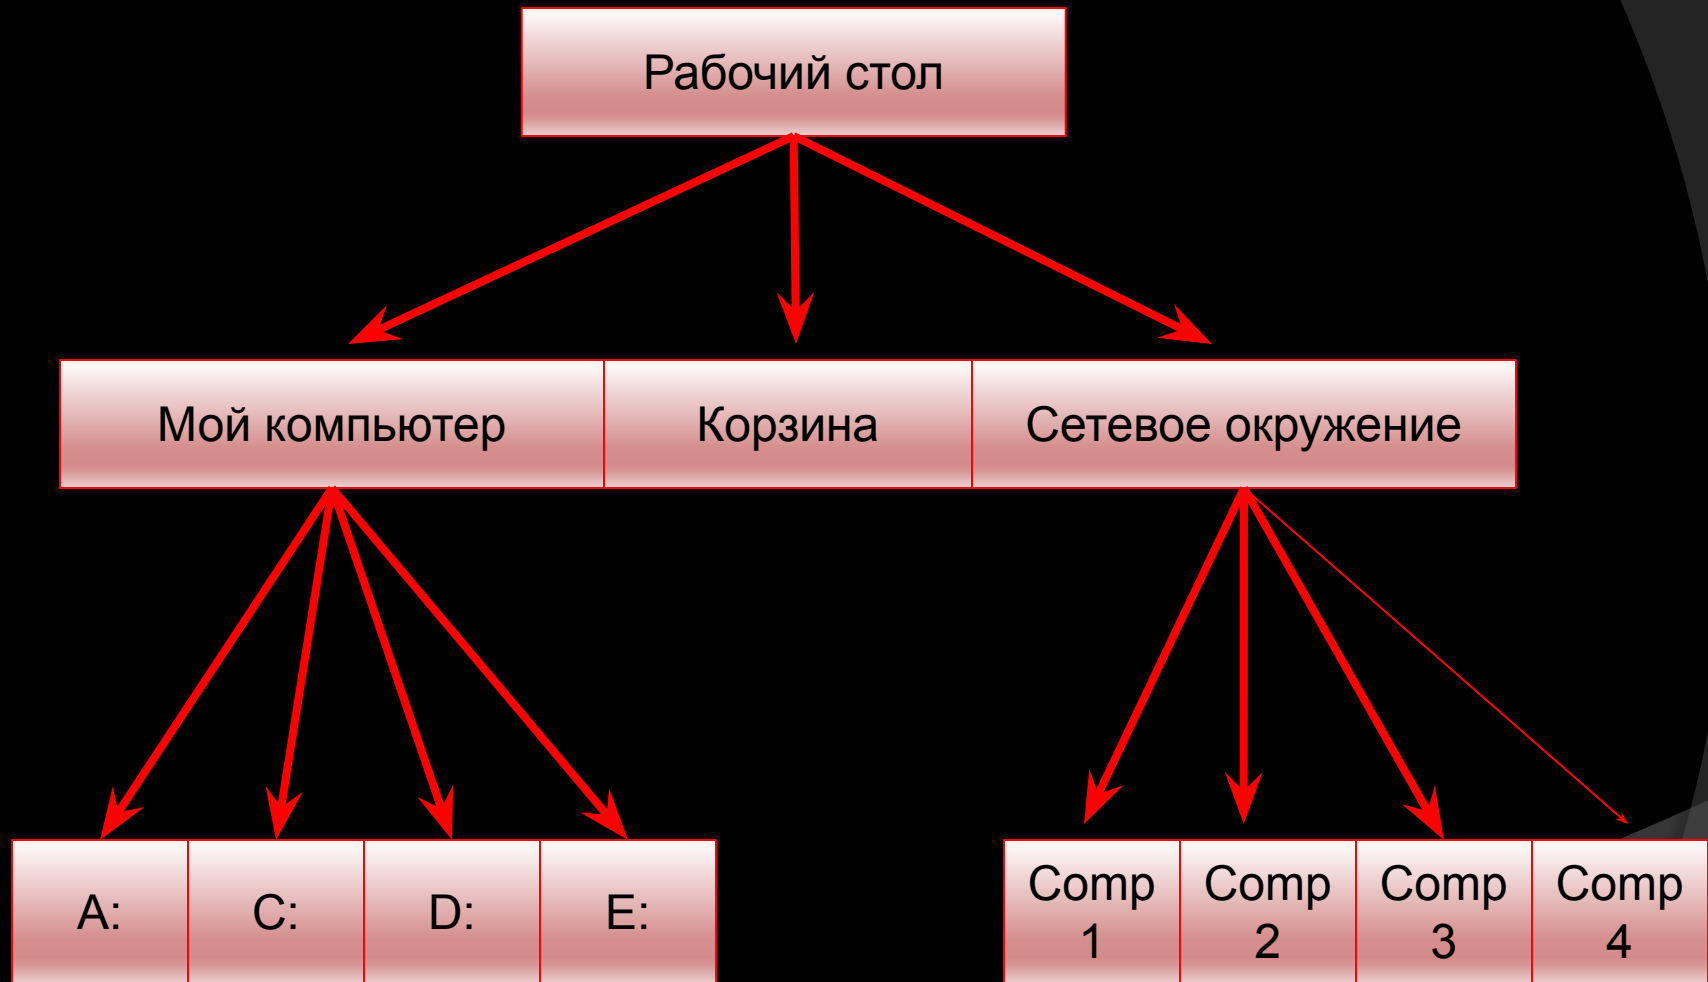 Рабочий стол
Мой компьютер
Корзина
Сетевое окружение
A:
C:
D:
E:
Comp
1
Comp
2
Comp
3
Comp
4